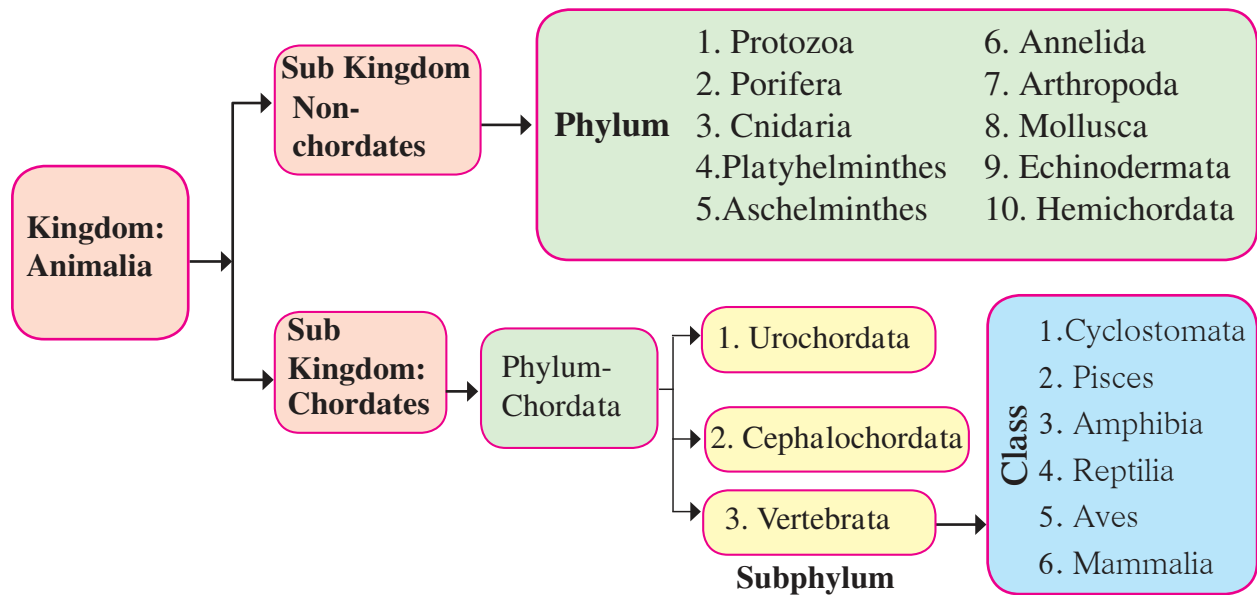 Kingdom:
Animalia
Sub Kingdom
Non-
chordates
Phylum
1. Protozoa
2. Porifera
3. Cnidaria
4.Platyhelminthes
5.Aschelminthes
6. Annelida
7. Arthropoda
8. Mollusca
9. Echinodermata
10. Hemichordata
Sub
Kingdom:
Chordates
Phylum-
Chordata
1. Urochordata
2. Cephalochordata
3. Vertebrata
Subphylum
Class
1.Cyclostomata
2. Pisces
3. Amphibia
4. Reptilia
5. Aves
6. Mammalia